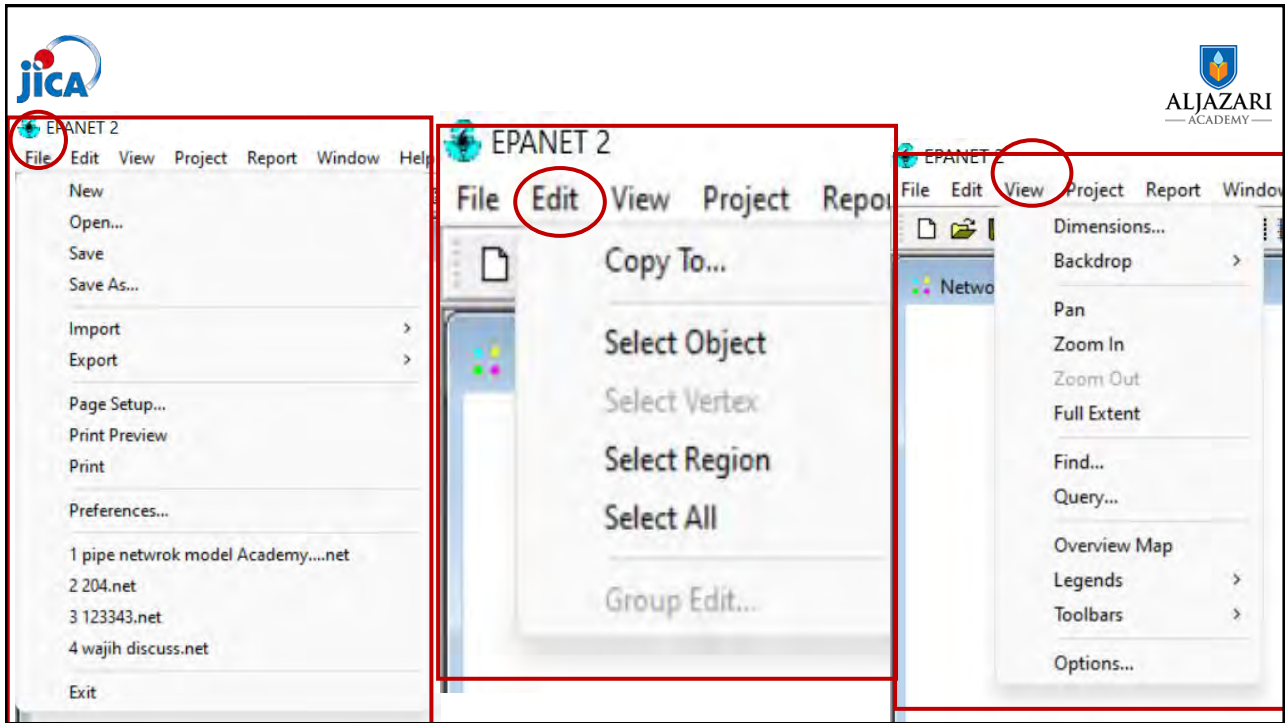 jICA
ALJAZARI
ACADEMY
EPANET 2
File Edit View Project Report Window Help
New
Open...
Save
Save As...
Import
Export
Page Setup...
Print Preview
Print
Preferences...
1 pipe netwrok model Academy....net
2 204.net
3 123343.net
4 wajih discuss.net
Exit
EPANET 2
File Edit View Project Repor
Copy To...
Select Object
Select Vertex
Select Region
Select All
Group Edit...
EPANET 2
File Edit View Project Report Window
Netwo
Dimensions...
Backdrop
Pan
Zoom In
Zoom Out
Full Extent
Find...
Query...
Overview Map
Legends
Toolbars
Options...